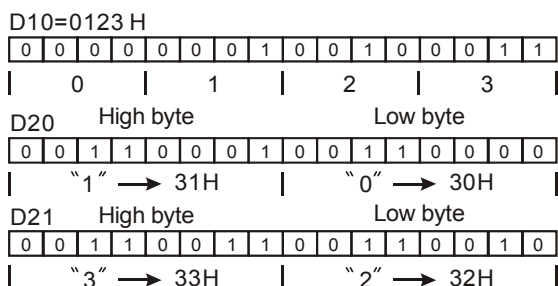 D10=0123 H
0 0 0 0 0 0 0 1 0 0 1 0 0 0 1 1
0 1 2 3
D20 High byte Low byte
0 0 1 1 0 0 0 1 0 0 1 1 0 0 0 0
"1" → 31H "0" → 30H
D21 High byte Low byte
0 0 1 1 0 0 1 1 0 0 1 1 0 0 1 0
"3" → 33H "2" → 32H